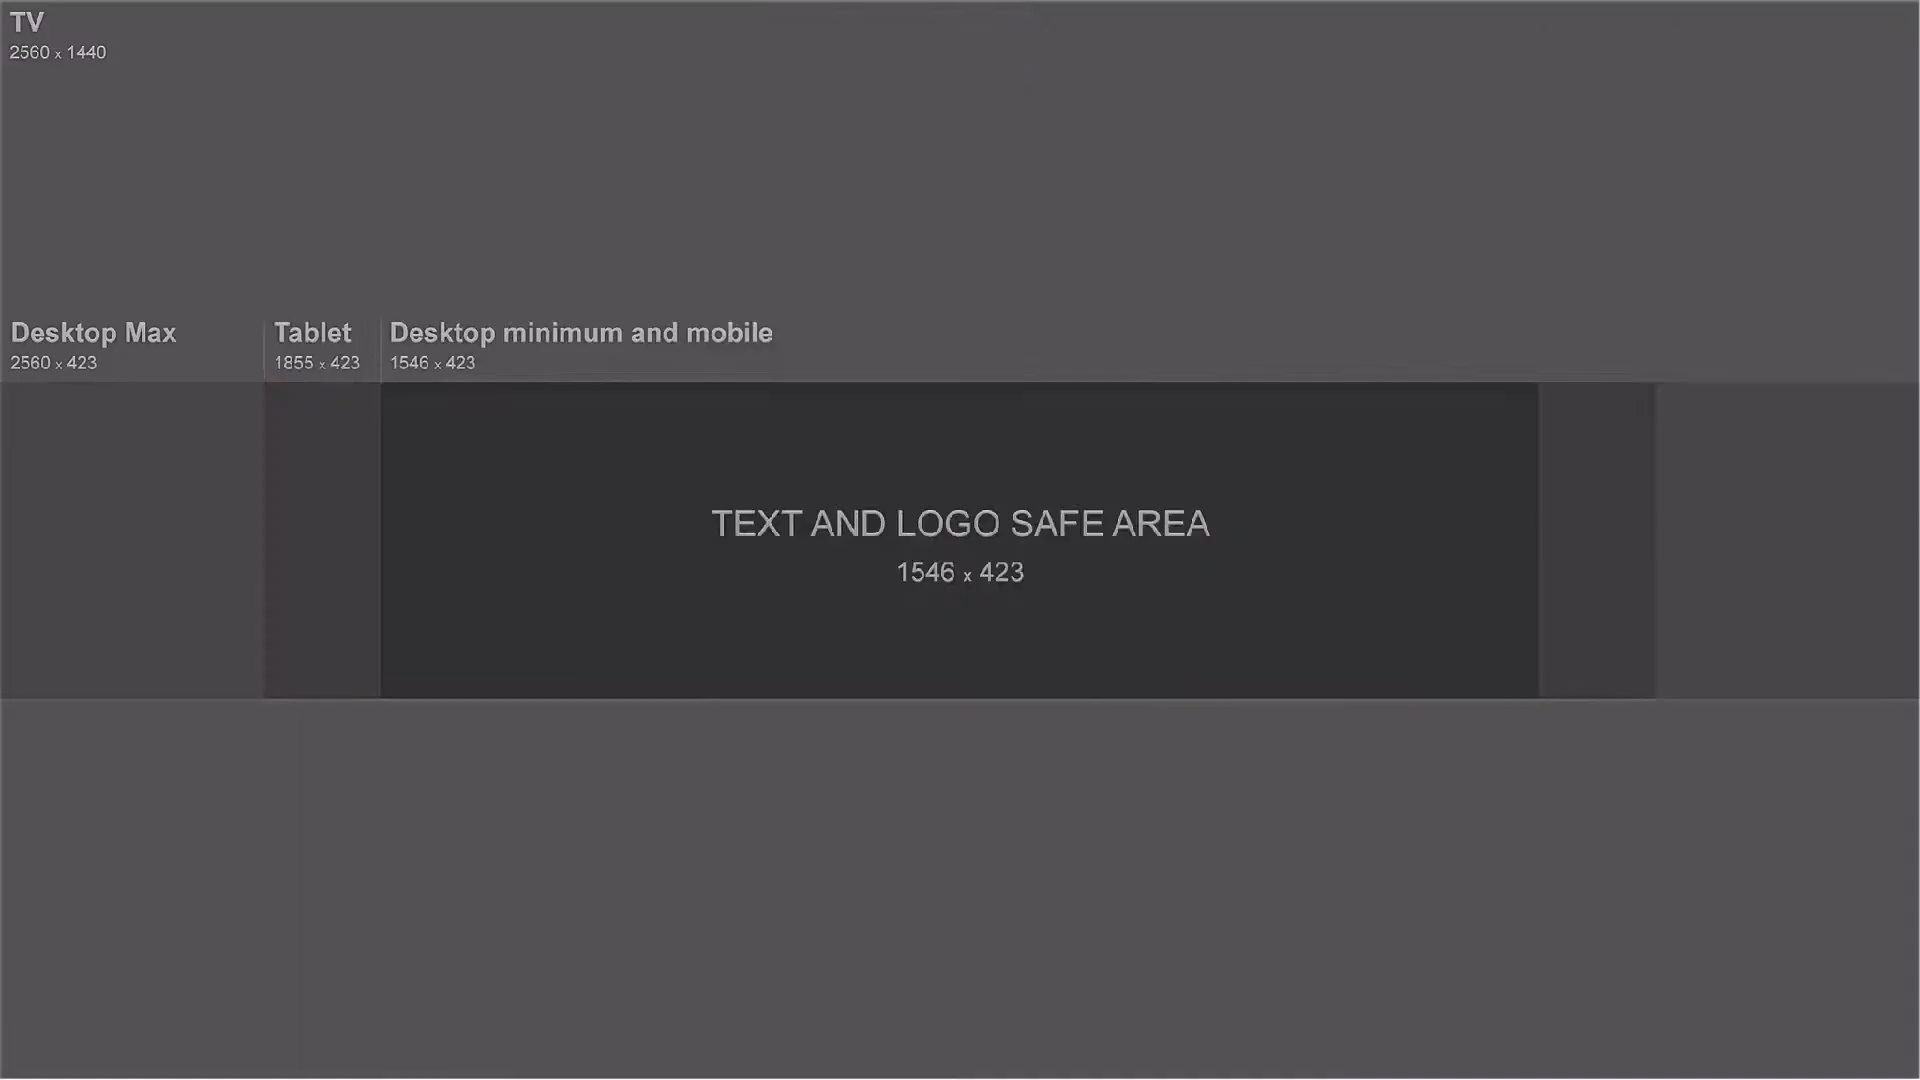 TV
2560 x 1440
Desktop Max
2560 x 423
Tablet
1855 x 423
Desktop minimum and mobile
1546 x 423
TEXT AND LOGO SAFE AREA
1546 x 423